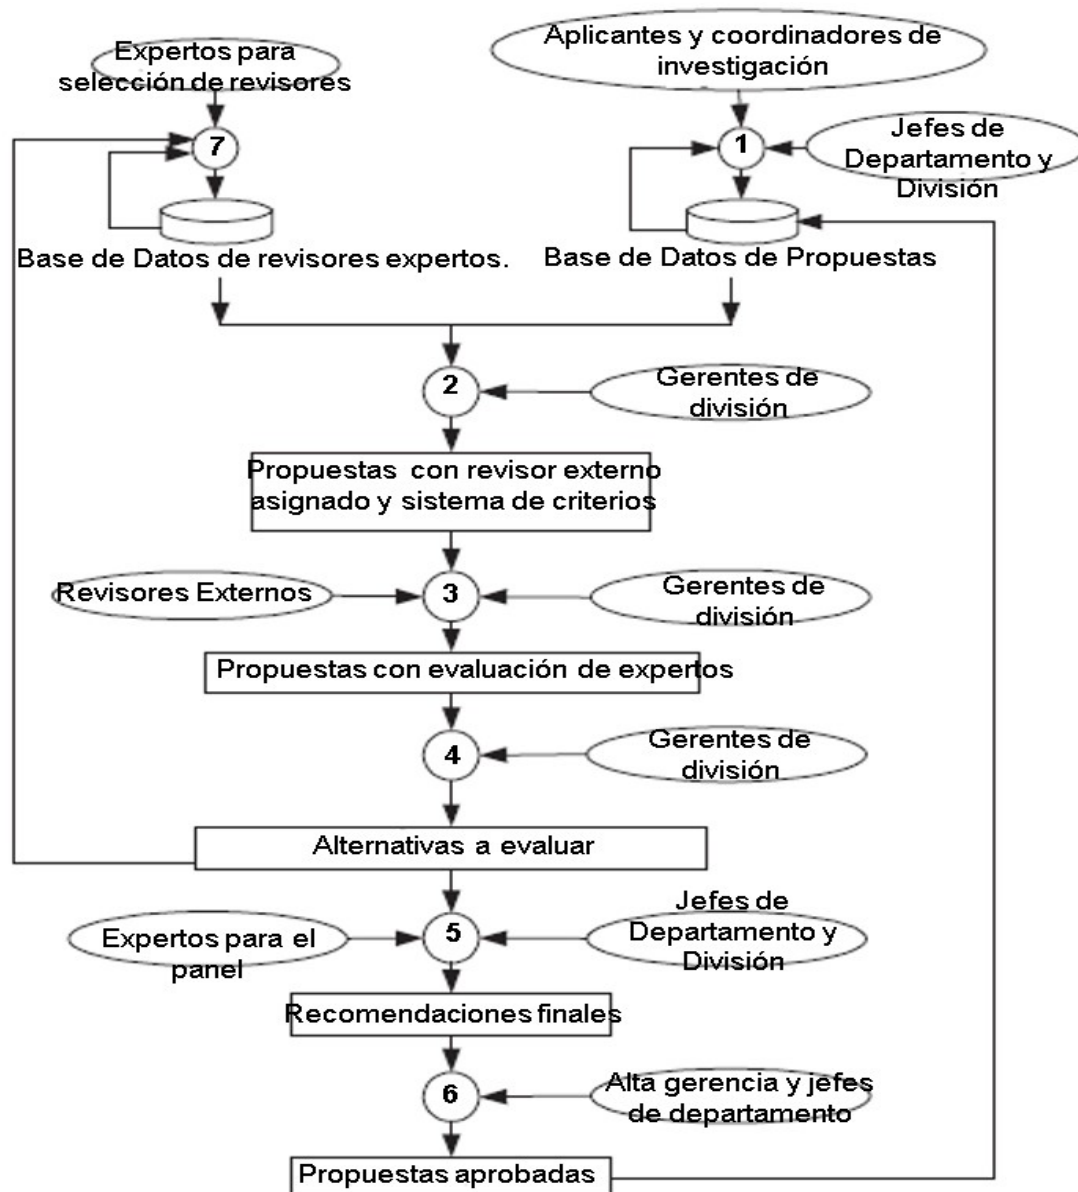 Expertos para
selección de revisores
Aplicantes y coordinadores de
investigación
7
1
Jefes de
Departamento y
División
Base de Datos de revisores expertos.
Base de Datos de Propuestas
2
Gerentes de
división
Propuestas con revisor externo
asignado y sistema de criterios
Revisores Externos
3
Gerentes de
división
Propuestas con evaluación de expertos
4
Gerentes de
división
Alternativas a evaluar
Expertos para el
panel
5
Jefes de
Departamento y
División
Recomendaciones finales
6
Alta gerencia y jefes
de departamento
Propuestas aprobadas